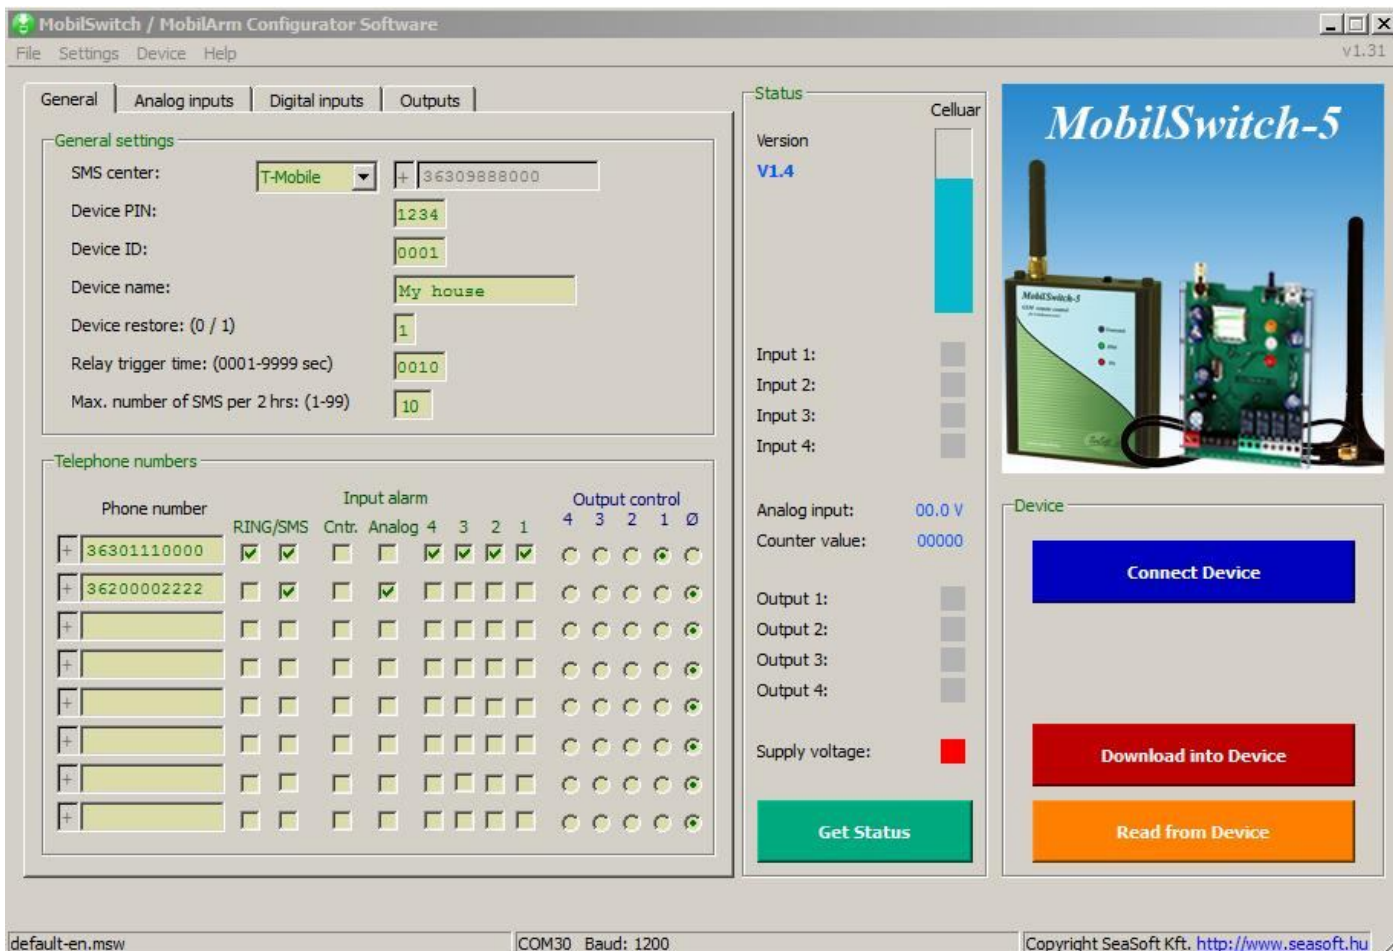 MobilSwitch / MobilArm Configurator Software
File Settings Device Help
v1.31
General Analog inputs Digital inputs Outputs
General settings
SMS center: T-Mobile + 36309888000
Device PIN: 1234
Device ID: 0001
Device name: My house
Device restore: (0 / 1) 1
Relay trigger time: (0001-9999 sec) 0010
Max. number of SMS per 2 hrs: (1-99) 10
Telephone numbers
Input alarm Output control
Phone number RING/SMS Cntr. Analog 4 3 2 1 4 3 2 1 Ø
+ 36301110000
+ 36200002222
+
+
+
+
+
+
Status
Celluar
Version
V1.4
Input 1:
Input 2:
Input 3:
Input 4:
Analog input: 00.0 V
Counter value: 00000
Output 1:
Output 2:
Output 3:
Output 4:
Supply voltage:
Get Status
MobilSwitch-5
MobilSwitch-5
Device
Connect Device
Download into Device
Read from Device
default-en.msw
COM30 Baud: 1200
Copyright SeaSoft Kft. http://www.seasoft.hu